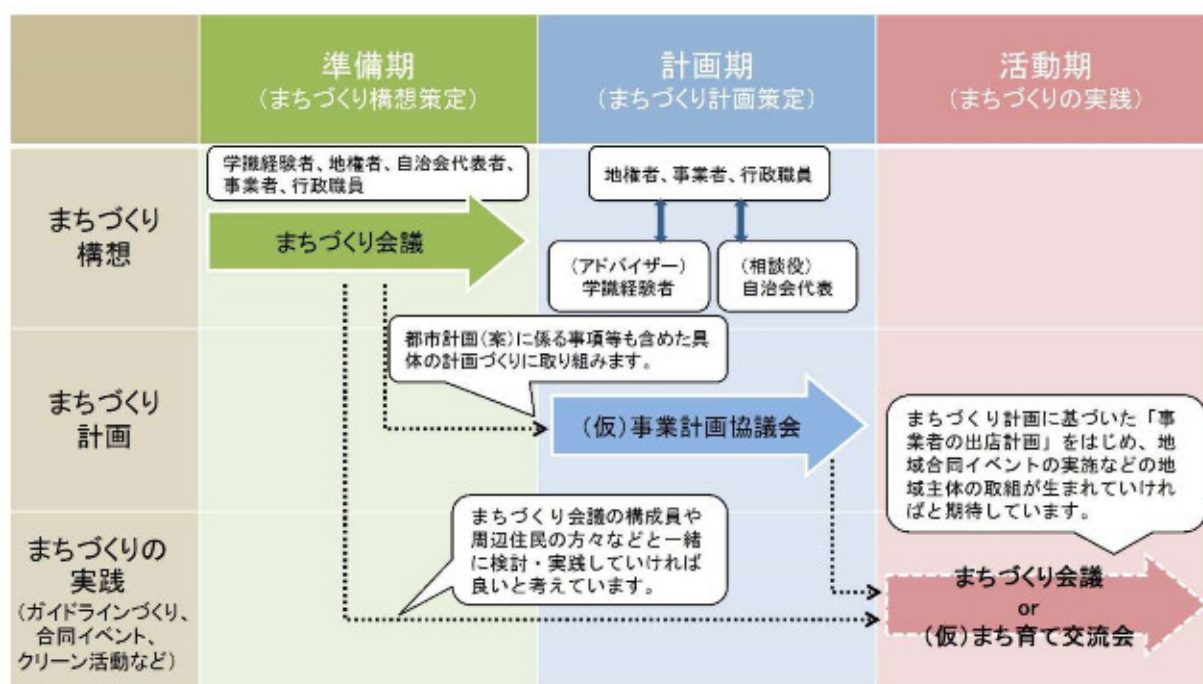 準備期
(まちづくり構想策定)
計画期
(まちづくり計画策定)
活動期
(まちづくりの実践)
まちづくり
構想
学識経験者、地権者、自治会代表者、
事業者、行政職員
まちづくり会議
地権者、事業者、行政職員
(アドバイザー)
学識経験者
(相談役)
自治会代表
まちづくり
計画
都市計画(案)に係る事項等も含めた具
体の計画づくりに取り組みます。
(仮)事業計画協議会
まちづくり計画に基づいた「事
業者の出店計画」をはじめ、地
域合同イベントの実施などの地
域主体の取組が生まれていけれ
ばと期待しています。
まちづくりの
実践
(ガイドラインづくり、
合同イベント、
クリーン活動など)
まちづくり会議の構成員や
周辺住民の方々などと一緒
に検討・実践していければ
良いと考えています。
まちづくり会議
or
(仮)まち育て交流会